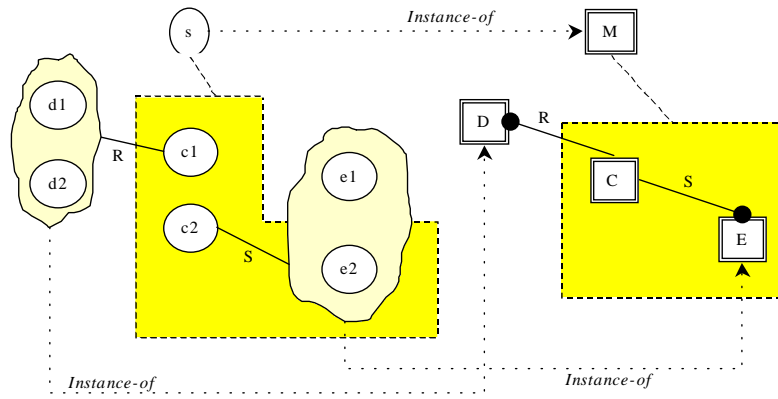 s
Instance-of
M
d1
d2
R
c1
c2
S
e1
e2
D
R
C
S
E
Instance-of
Instance-of